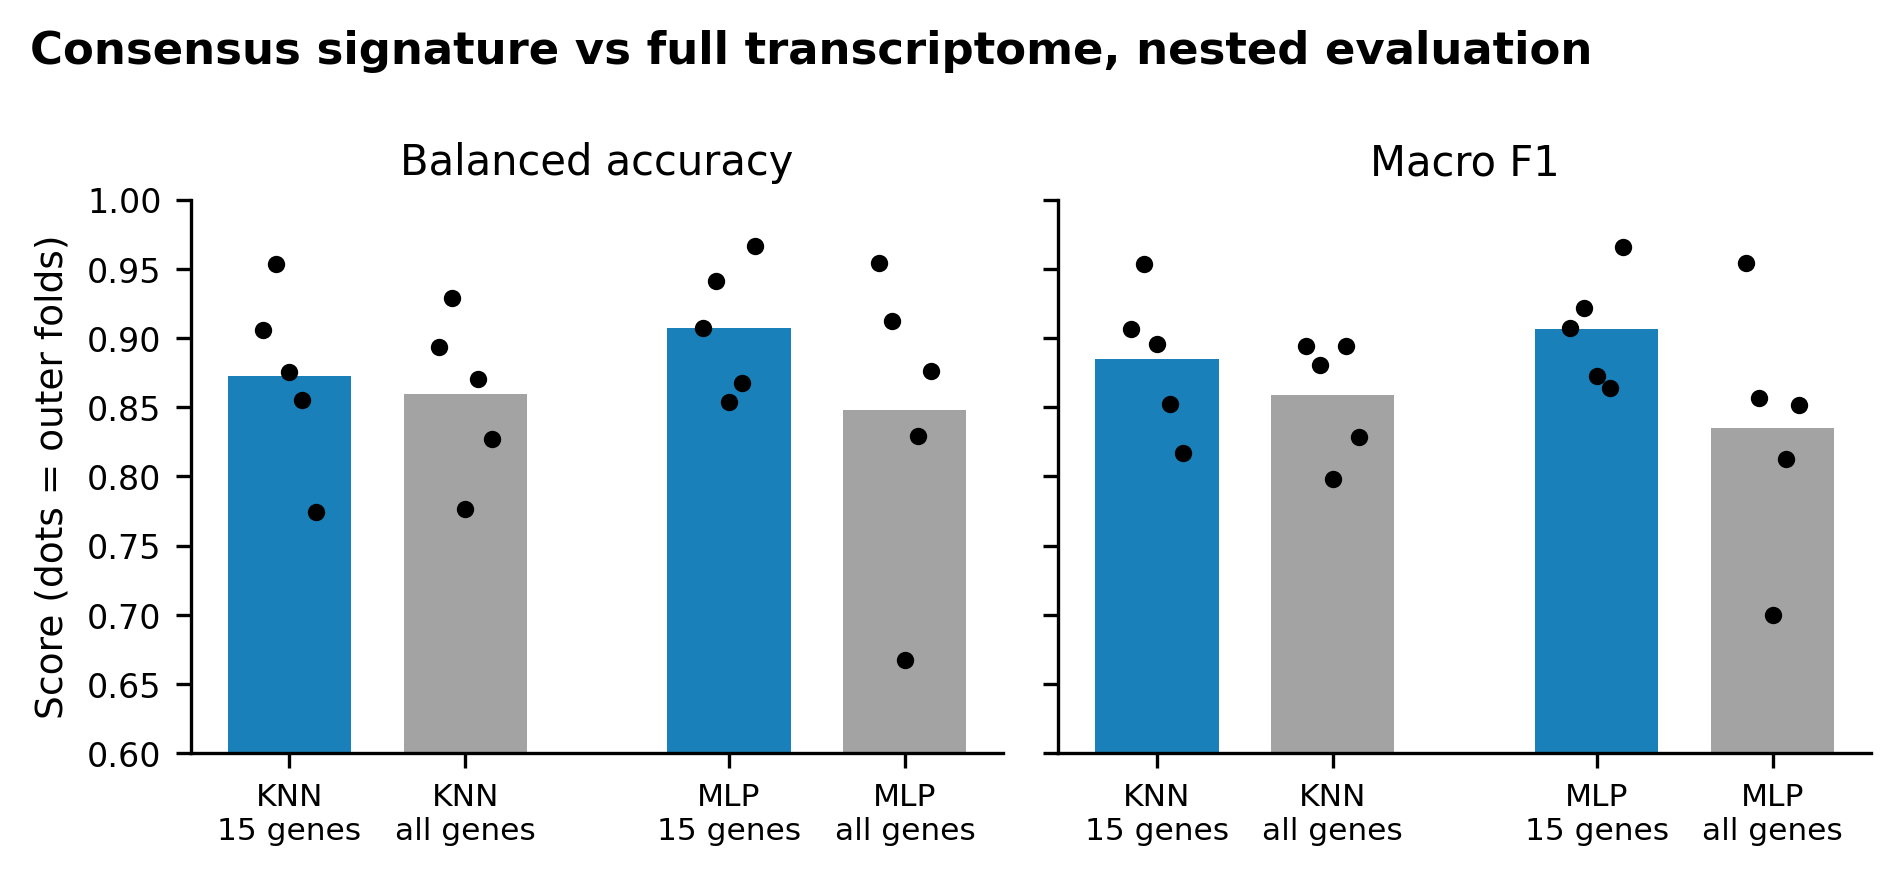 Consensus signature vs full transcriptome, nested evaluation
Balanced accuracy
Macro F1
Score (dots = outer folds)
1.00
0.95
0.90
0.85
0.80
0.75
0.70
0.65
0.60
KNN
15 genes
KNN
all genes
MLP
15 genes
MLP
all genes
KNN
15 genes
KNN
all genes
MLP
15 genes
MLP
all genes